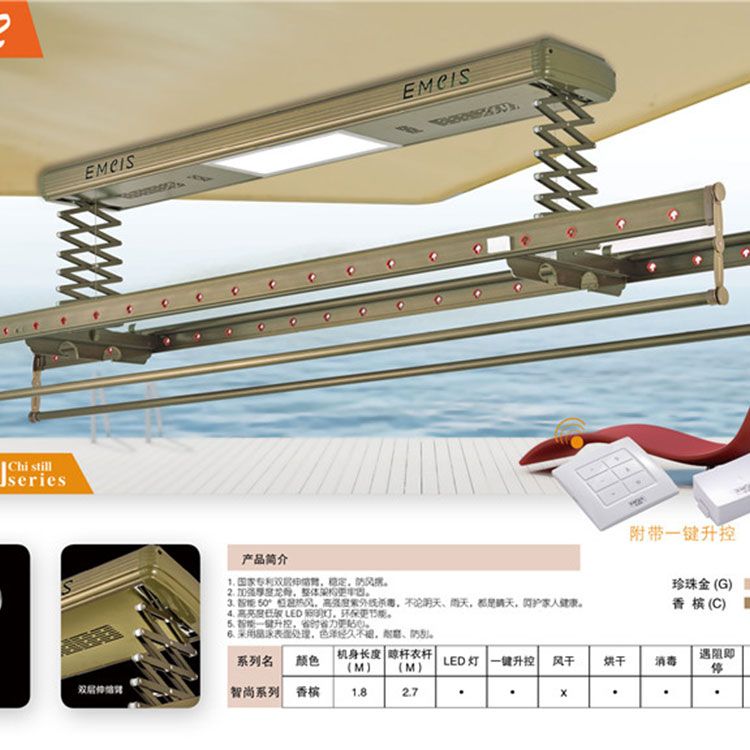 EMeIS
EMeIS
Chi still
series
附带一键升控
珍珠金 (G)
香 槟 (C)
S
双层伸缩臂
产品简介
1. 国家专利双层伸缩臂，稳定，防风摆。
2. 加强厚度龙骨，整体架构更牢固。
3. 智能 50° 恒温热风，高强度紫外线杀毒，不论阴天、雨天，都是晴天，呵护家人健康。
4. 高亮度低碳 LED 照明灯，环保更节能。
5. 智能一键升控，省时省力更贴心。
6. 采用晶泳表面处理，色泽经久不褪，耐磨、防刮。
系列名 颜色 机身长度（M） 晾杆衣杆（M） LED 灯 一键升控 风干 烘干 消毒 遇阻即停
智尚系列 香槟 1.8 2.7 • • x • • •